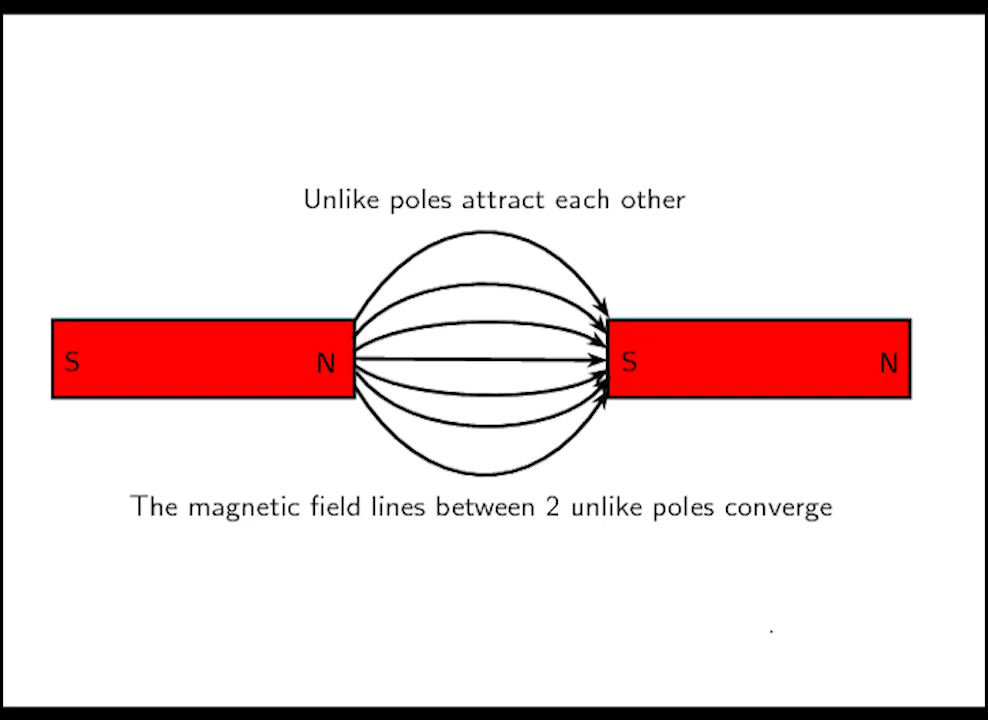 Unlike poles attract each other
S N S N
The magnetic field lines between 2 unlike poles converge